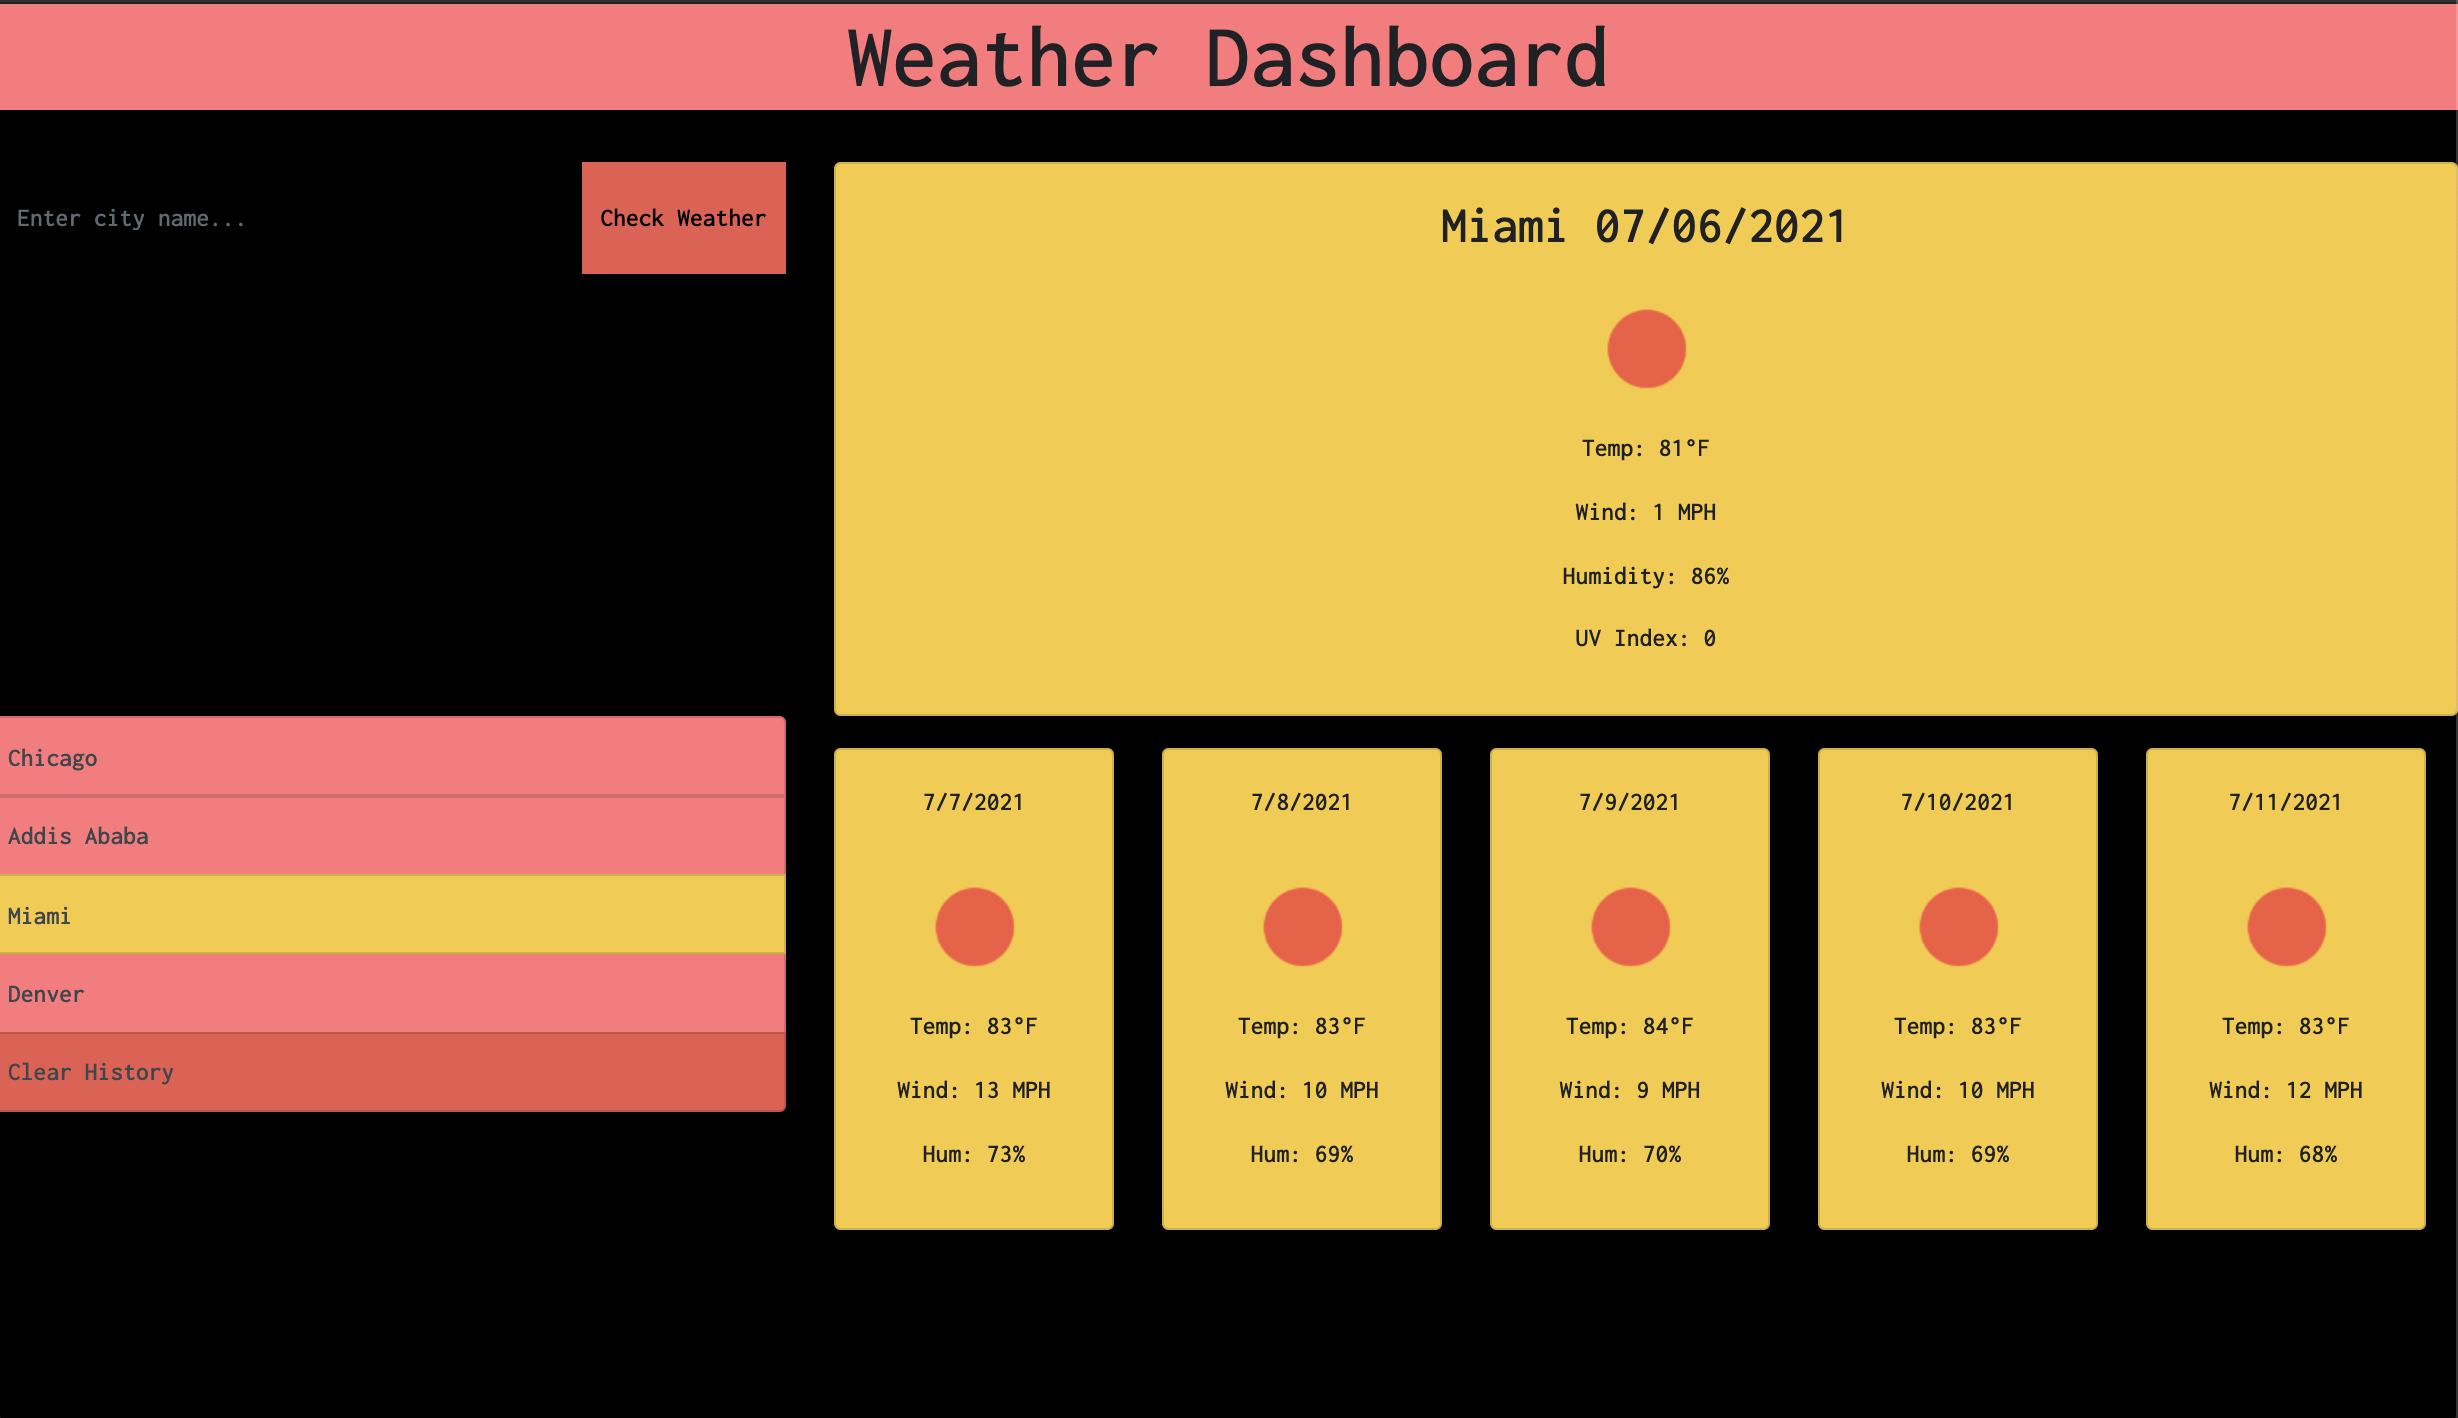 Weather Dashboard
Enter city name...
Check Weather
Chicago
Addis Ababa
Miami
Denver
Clear History
Miami 07/06/2021
Temp: 81°F
Wind: 1 MPH
Humidity: 86%
UV Index: 0
7/7/2021
Temp: 83°F
Wind: 13 MPH
Hum: 73%
7/8/2021
Temp: 83°F
Wind: 10 MPH
Hum: 69%
7/9/2021
Temp: 84°F
Wind: 9 MPH
Hum: 70%
7/10/2021
Temp: 83°F
Wind: 10 MPH
Hum: 69%
7/11/2021
Temp: 83°F
Wind: 12 MPH
Hum: 68%